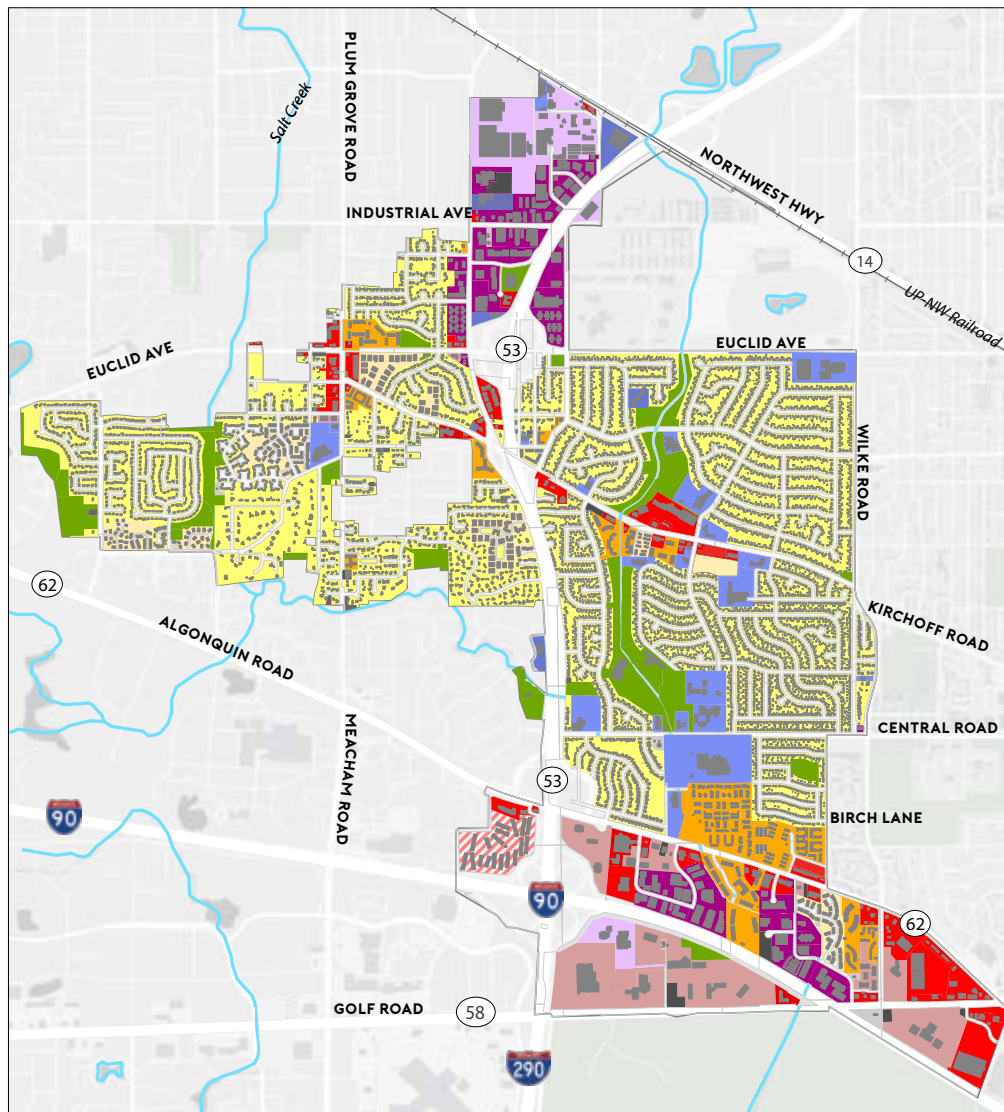 PLUM GROVE ROAD
Salt Creek
NORTHWEST HWY
INDUSTRIAL AVE
14
UP-NW Railroad
53
EUCLID AVE
EUCLID AVE
WILKE ROAD
62
KIRCHOFF ROAD
ALGONQUIN ROAD
MEACHAM ROAD
CENTRAL ROAD
53
90
BIRCH LANE
90
62
GOLF ROAD
58
290